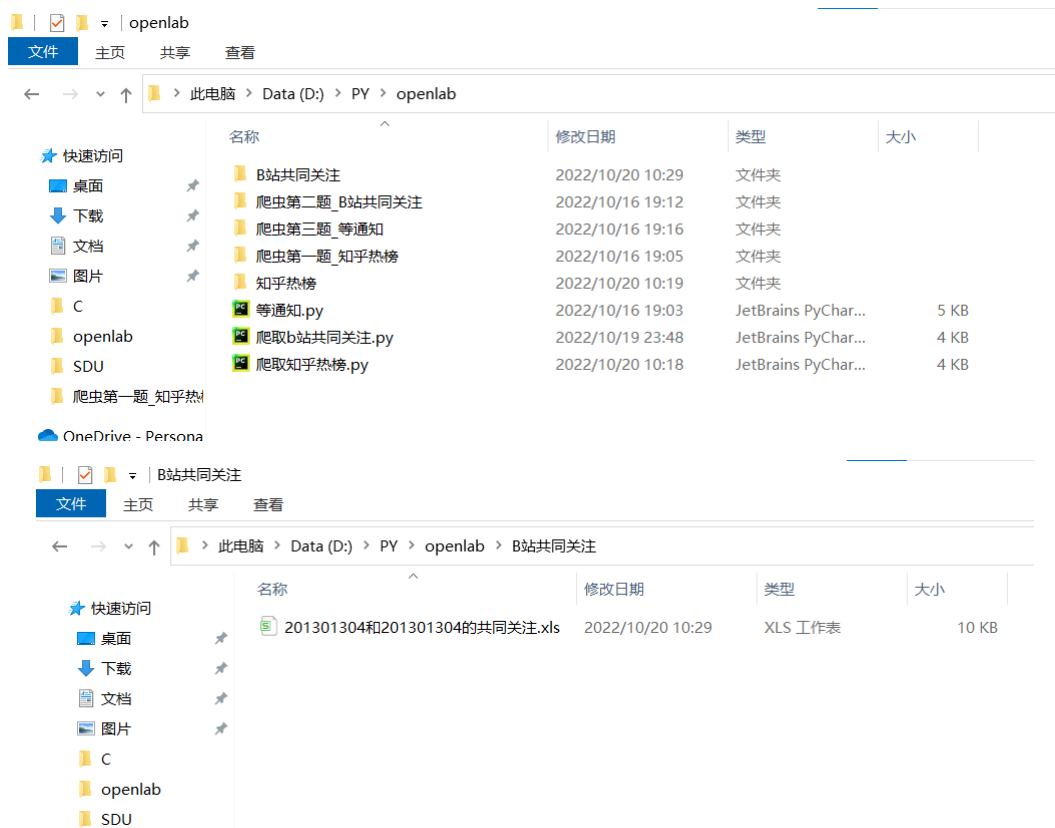 openlab
文件 主页 共享 查看
此电脑 > Data (D:) > PY > openlab
名称 修改日期 类型 大小
快速访问
桌面
下载
文档
图片
C
openlab
SDU
爬虫第一题_知乎热
OneDrive - Persona
B站共同关注 2022/10/20 10:29 文件夹
爬虫第二题_B站共同关注 2022/10/16 19:12 文件夹
爬虫第三题_等通知 2022/10/16 19:16 文件夹
爬虫第一题_知乎热榜 2022/10/16 19:05 文件夹
知乎热榜 2022/10/20 10:19 文件夹
等通知.py 2022/10/16 19:03 JetBrains PyChar... 5 KB
爬取b站共同关注.py 2022/10/19 23:48 JetBrains PyChar... 4 KB
爬取知乎热榜.py 2022/10/20 10:18 JetBrains PyChar... 4 KB
B站共同关注
文件 主页 共享 查看
此电脑 > Data (D:) > PY > openlab > B站共同关注
名称 修改日期 类型 大小
快速访问
桌面
下载
文档
图片
C
openlab
SDU
201301304和201301304的共同关注.xls 2022/10/20 10:29 XLS 工作表 10 KB